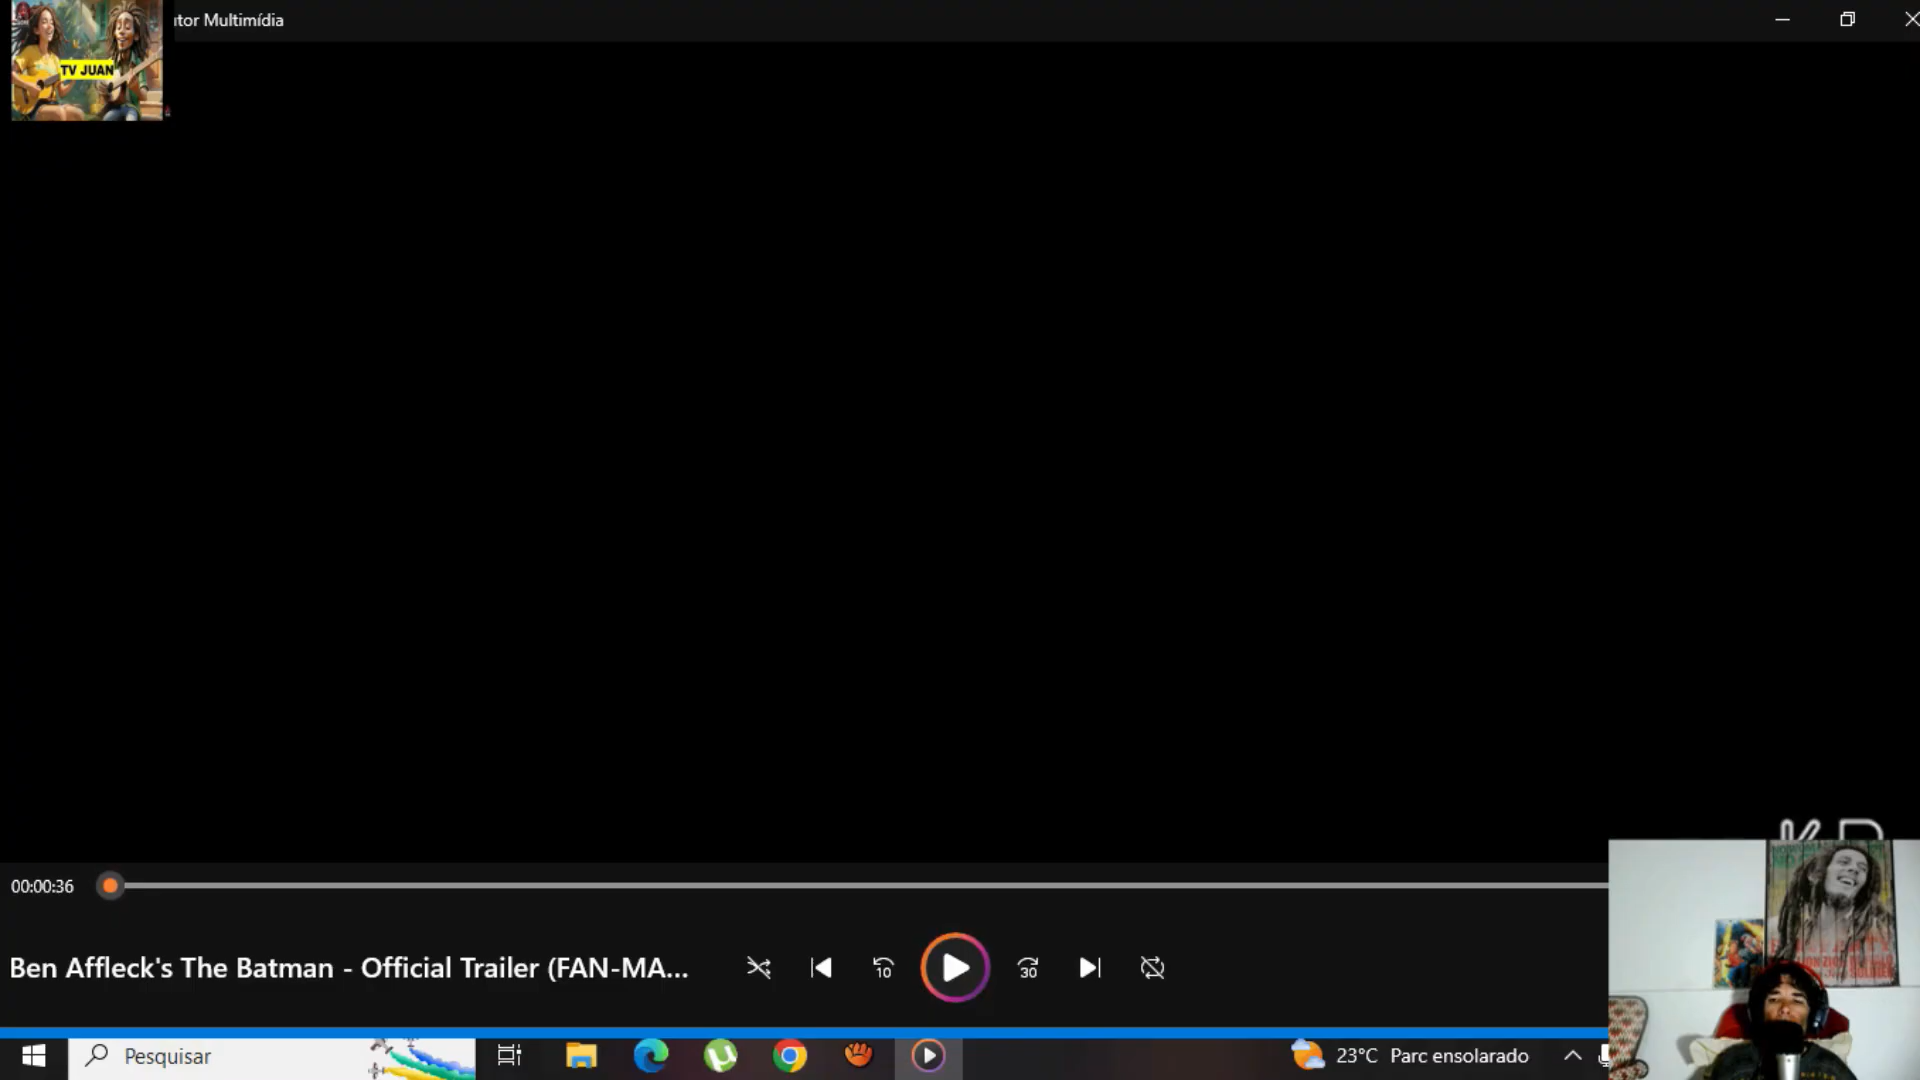 utor Multimídia
TV JUAN
00:00:36
Ben Affleck's The Batman - Official Trailer (FAN-MA...
10
30
Pesquisar
23°C Parc ensolarado